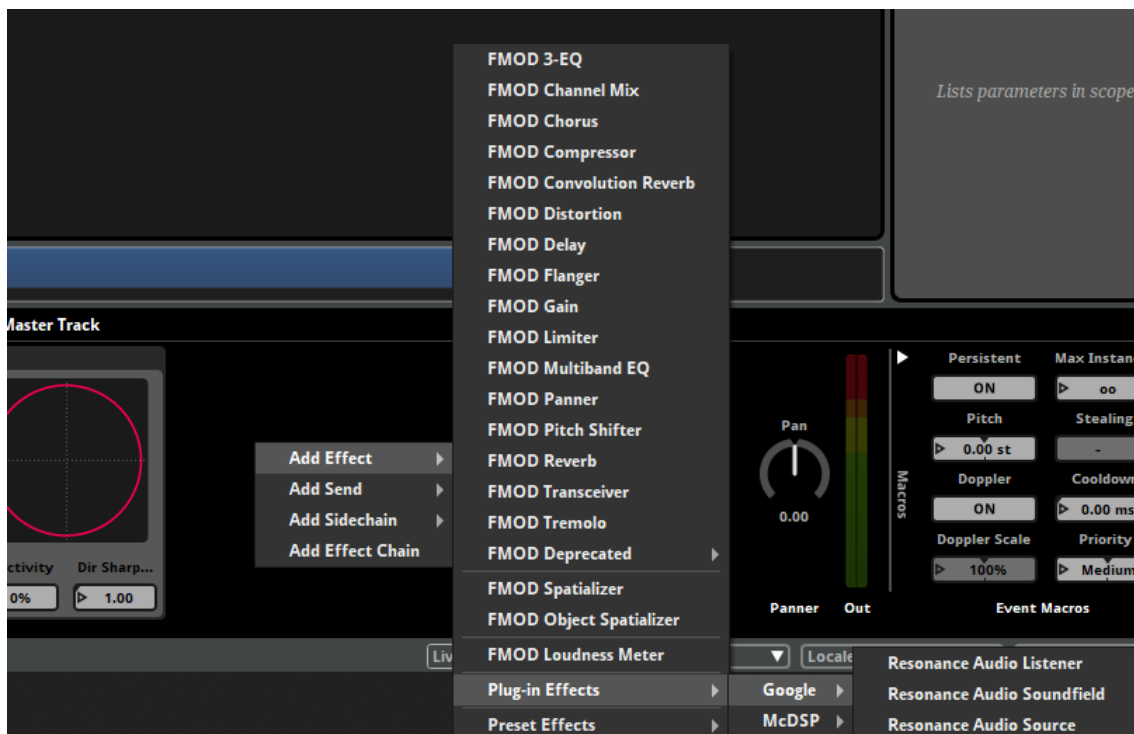 FMOD 3-EQ
FMOD Channel Mix
FMOD Chorus
FMOD Compressor
FMOD Convolution Reverb
FMOD Distortion
FMOD Delay
FMOD Flanger
FMOD Gain
FMOD Limiter
FMOD Multiband EQ
FMOD Panner
FMOD Pitch Shifter
FMOD Reverb
FMOD Transceiver
FMOD Tremolo
FMOD Deprecated
FMOD Spatializer
FMOD Object Spatializer
FMOD Loudness Meter
Plug-in Effects
Preset Effects
Google
McDSP
Resonance Audio Listener
Resonance Audio Soundfield
Resonance Audio Source
Add Effect
Add Send
Add Sidechain
Add Effect Chain
Lists parameters in scope
Master Track
ctivity
Dir Sharp...
0%
1.00
Pan
0.00
Panner
Out
Macros
Persistent
Max Instan
ON
oo
Pitch
Stealing
0.00 st
-
Doppler
Cooldown
ON
0.00 ms
Doppler Scale
Priority
100%
Medium
Event Macros
Liv
Locale